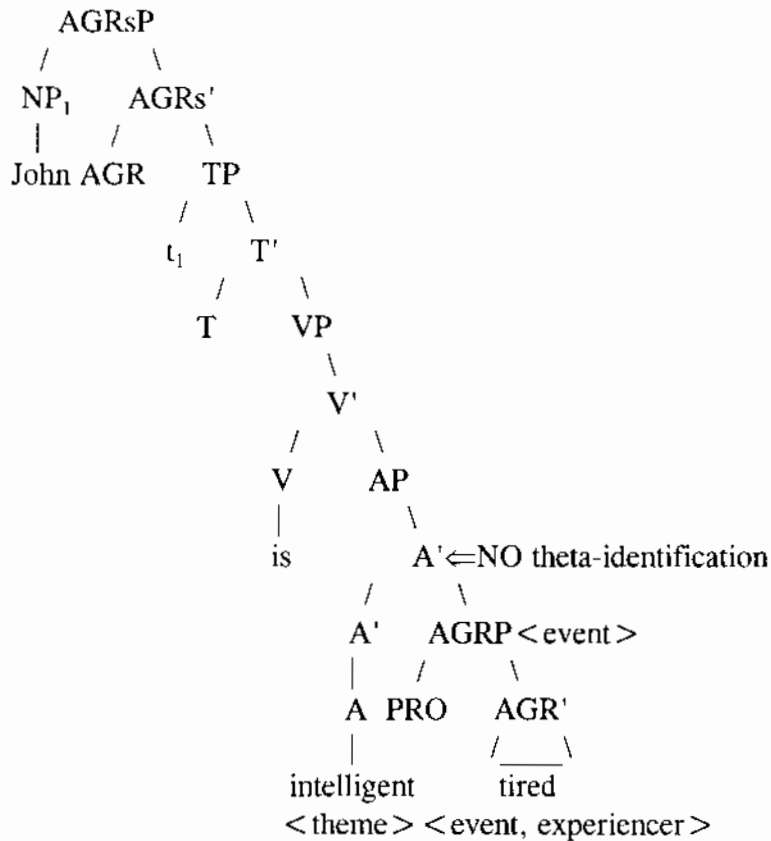 AGRsP
NP₁ AGRs'
John AGR TP
t₁ T'
T VP
V'
V AP
is A'⇐NO theta-identification
A' AGRP<event>
A PRO AGR'
intelligent tired
<theme> <event, experiencer>